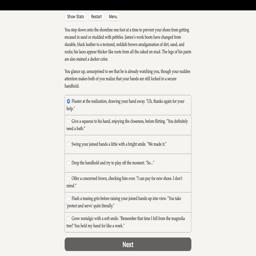 Show Stats Restart Menu
You step down onto the shoreline one foot at a time to prevent your shoes from getting
encased in sand or studded with pebbles. James's work boots have changed from
durable, black leather to a textured, reddish brown amalgamation of dirt, sand, and
rocks; his laces appear thicker like roots from all the caked on mud. The legs of his pants
are also stained a darker color.
You glance up, unsurprised to see that he is already watching you, though your sudden
attention makes both of you realize that your hands are still locked in a secure
handhold.
Fluster at the realization, drawing your hand away. "Uh, thanks again for your
help."
Give a squeeze to his hand, enjoying the closeness, before flirting. "You definitely
need a bath."
Swing your joined hands a little with a bright smile. "We made it."
Drop the handhold and try to play off the moment. "So..."
Offer a concerned frown, checking him over. "I can pay for new shoes. I don't
mind."
Flash a teasing grin before raising your joined hands up into view. "You take
'protect and serve' quite literally."
Grow nostalgic with a soft smile. "Remember that time I fell from the magnolia
tree? You held my hand for like a week."
Next